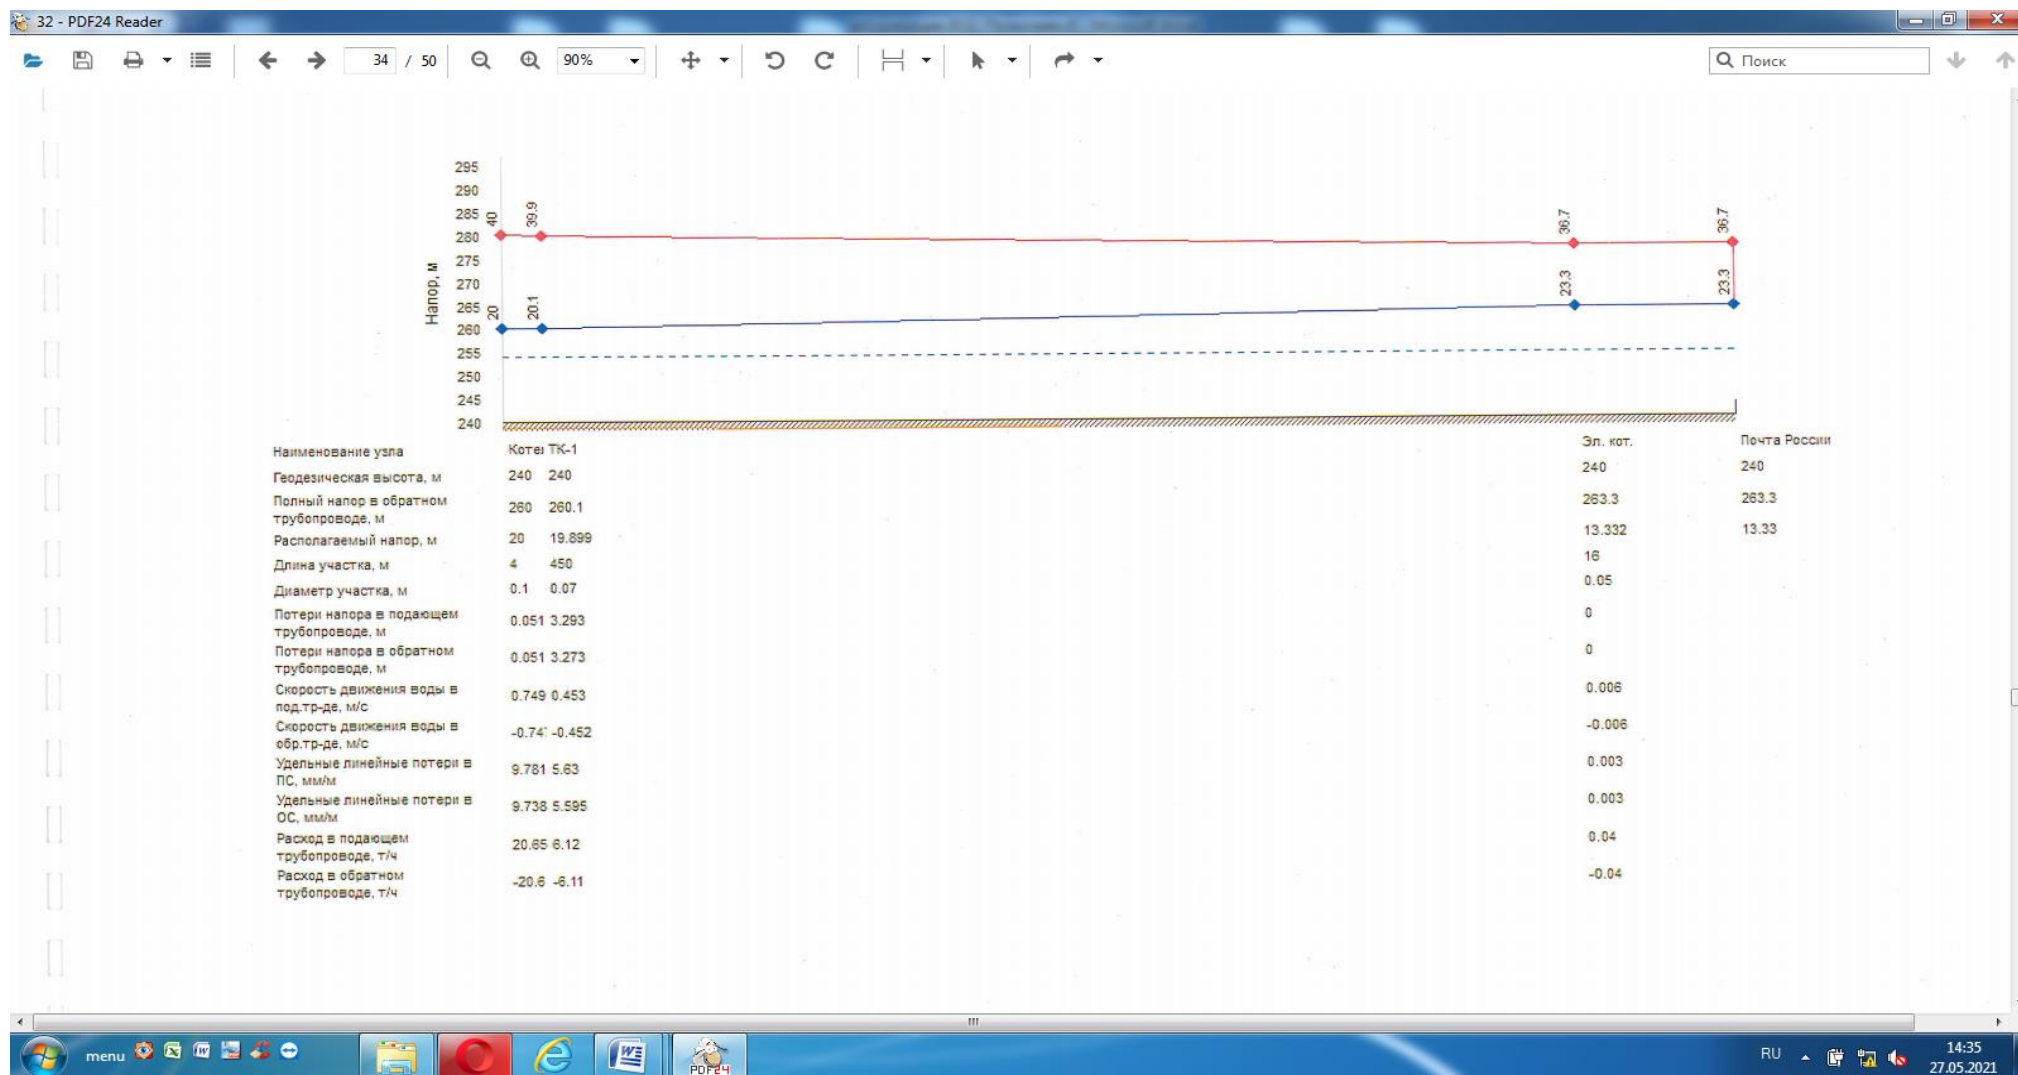 32 - PDF24 Reader
34 / 50
90%
Поиск
295
290
285
280
275
270
265
260
255
250
245
240
Напор, м
40
39.9
36.7
36.7
20
20.1
23.3
23.3
Наименование узла Котеі ТК-1 Эл. кот. Почта России
Геодезическая высота, м 240 240 240 240
Полный напор в обратном
трубопроводе, м 260 260.1 263.3 263.3
Располагаемый напор, м 20 19.899 13.332 13.33
Длина участка, м 4 450 16
Диаметр участка, м 0.1 0.07 0.05
Потери напора в подающем
трубопроводе, м 0.051 3.293 0
Потери напора в обратном
трубопроводе, м 0.051 3.273 0
Скорость движения воды в
под.тр-де, м/с 0.749 0.453 0.006
Скорость движения воды в
обр.тр-де, м/с -0.74 -0.452 -0.006
Удельные линейные потери в
ПС, мм/м 9.781 5.63 0.003
Удельные линейные потери в
ОС, мм/м 9.738 5.595 0.003
Расход в подающем
трубопроводе, т/ч 20.65 6.12 0.04
Расход в обратном
трубопроводе, т/ч -20.6 -6.11 -0.04
menu
PDF24
RU
14:35
27.05.2021